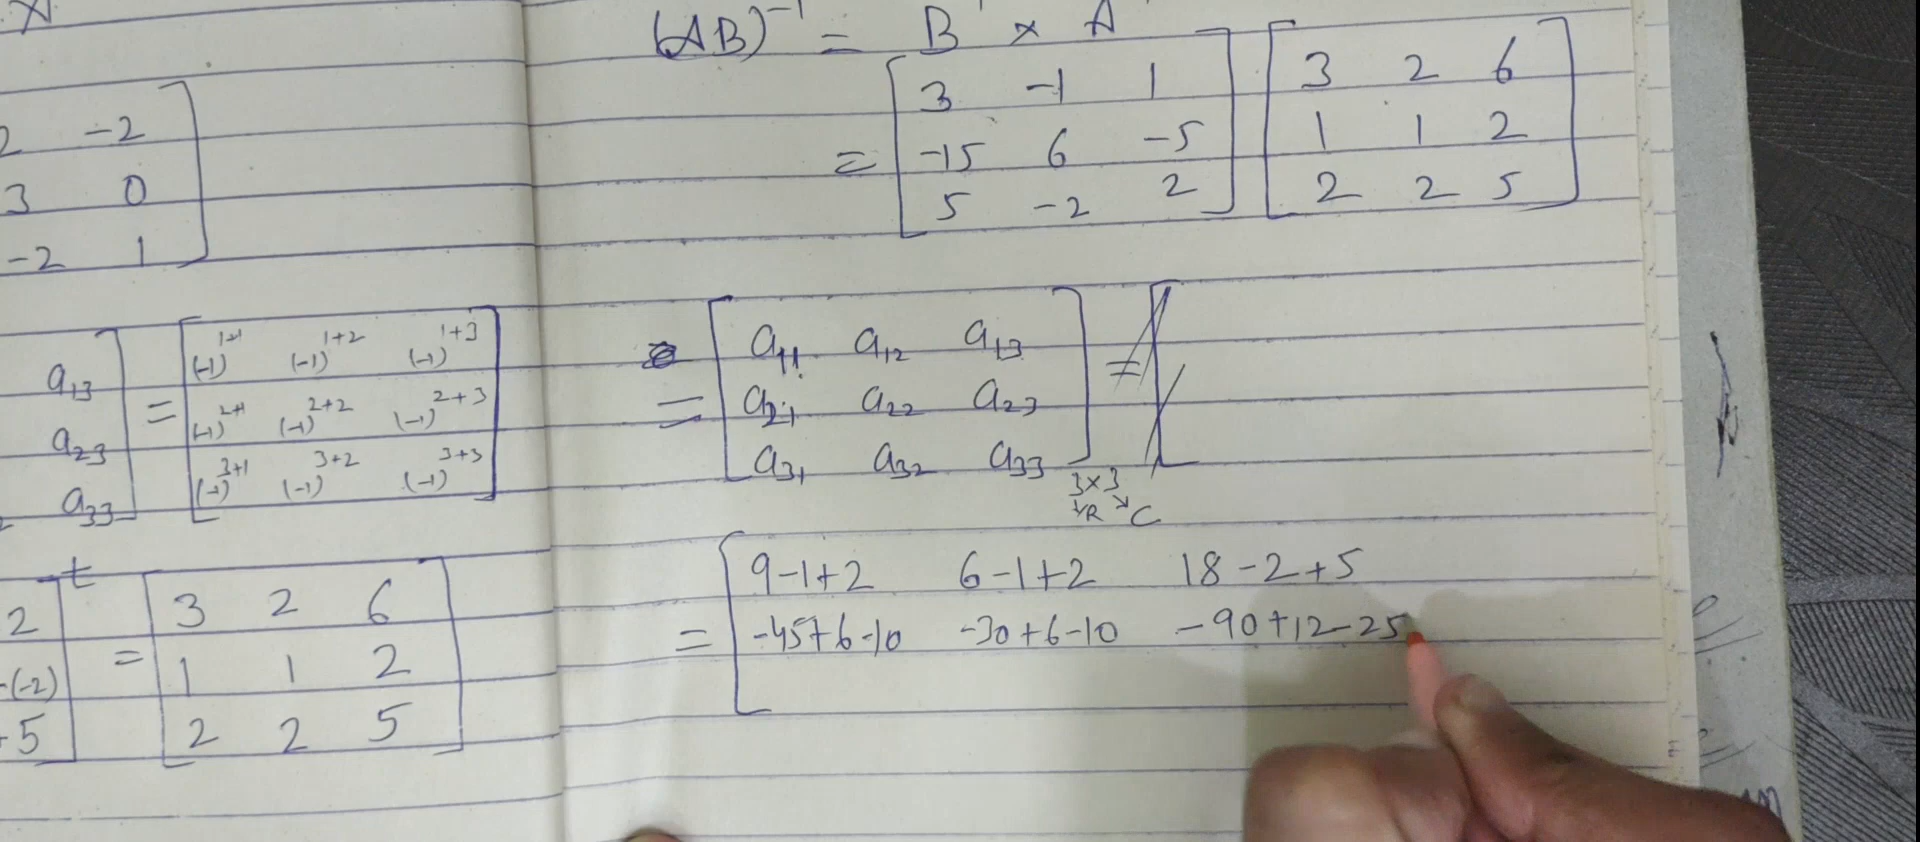 (AB)⁻¹ = B⁻¹ × A
= [3 -1 1] [3 2 6]
[-15 6 -5] [1 1 2]
[5 -2 2] [2 2 5]
-2
3 0
-2 1
a₁₃ = [(-1)¹⁺¹ (-1)¹⁺² (-1)¹⁺³]
a₂₃ [(-1)²⁺¹ (-1)²⁺² (-1)²⁺³]
a₃₃ [(-1)³⁺¹ (-1)³⁺² (-1)³⁺³]
= [a₁₁ a₁₂ a₁₃] =
[a₂₁ a₂₂ a₂₃]
[a₃₁ a₃₂ a₃₃] 3×3
R C
2 t = [3 2 6]
-(-2) [1 1 2]
5 [2 2 5]
= [9-1+2 6-1+2 18-2+5
-45+6-10 -30+6-10 -90+12-25